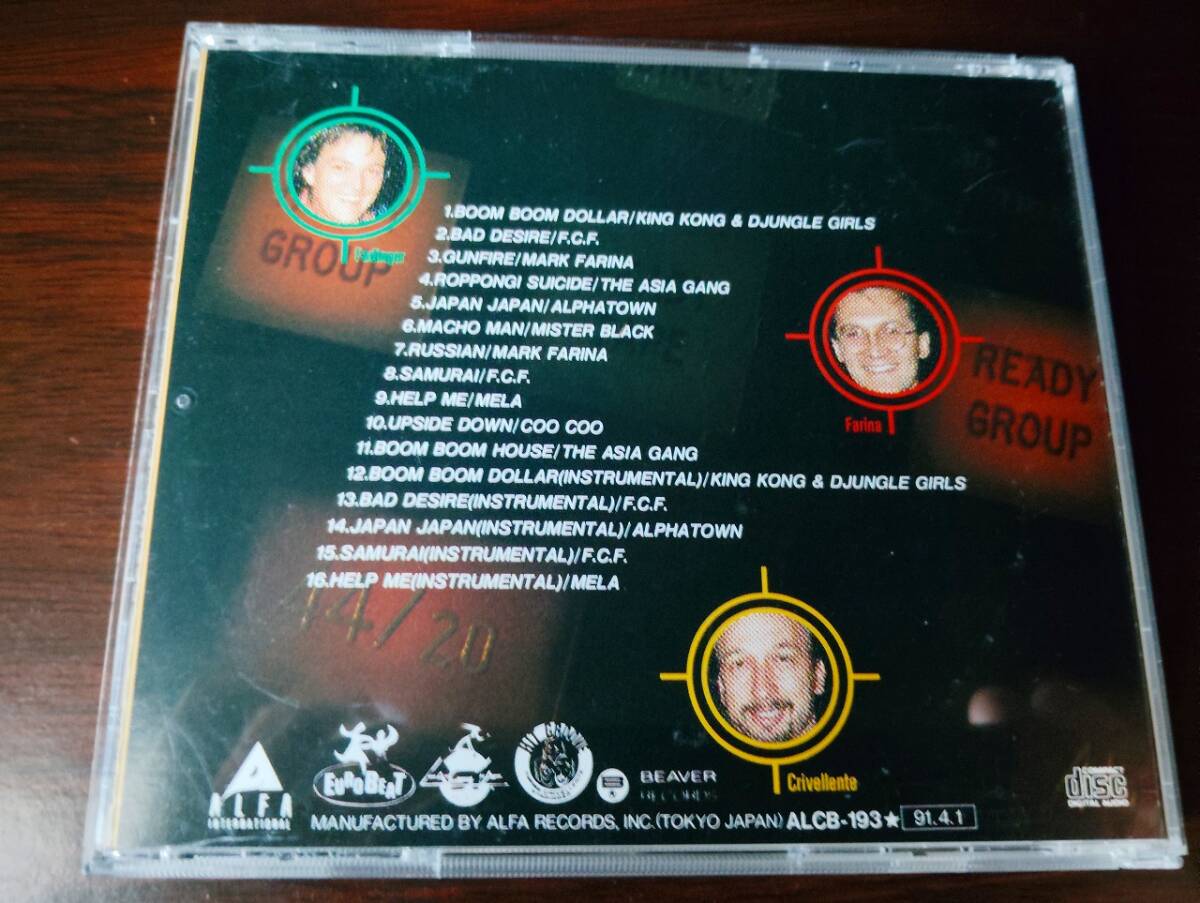 GROUP
1.BOOM BOOM DOLLAR/KING KONG & DJUNGLE GIRLS
2.BAD DESIRE/F.C.F.
3.GUNFIRE/MARK FARINA
4.ROPPONGI SUICIDE/THE ASIA GANG
5.JAPAN JAPAN/ALPHATOWN
6.MACHO MAN/MISTER BLACK
7.RUSSIAN/MARK FARINA
8.SAMURAI/F.C.F.
9.HELP ME/MELA
10.UPSIDE DOWN/COO COO
11.BOOM BOOM HOUSE/THE ASIA GANG
12.BOOM BOOM DOLLAR(INSTRUMENTAL)/KING KONG & DJUNGLE GIRLS
13.BAD DESIRE(INSTRUMENTAL)/F.C.F.
14.JAPAN JAPAN(INSTRUMENTAL)/ALPHATOWN
15.SAMURAI(INSTRUMENTAL)/F.C.F.
16.HELP ME(INSTRUMENTAL)/MELA
Farina
READY
GROUP
44/20
Crivellente
ALFA
INTERNATIONAL
EUROBEAT
BEAVER
RECORDS
COMPACT
disc
DIGITAL AUDIO
MANUFACTURED BY ALFA RECORDS, INC.(TOKYO JAPAN) ALCB-193★ 91.4.1